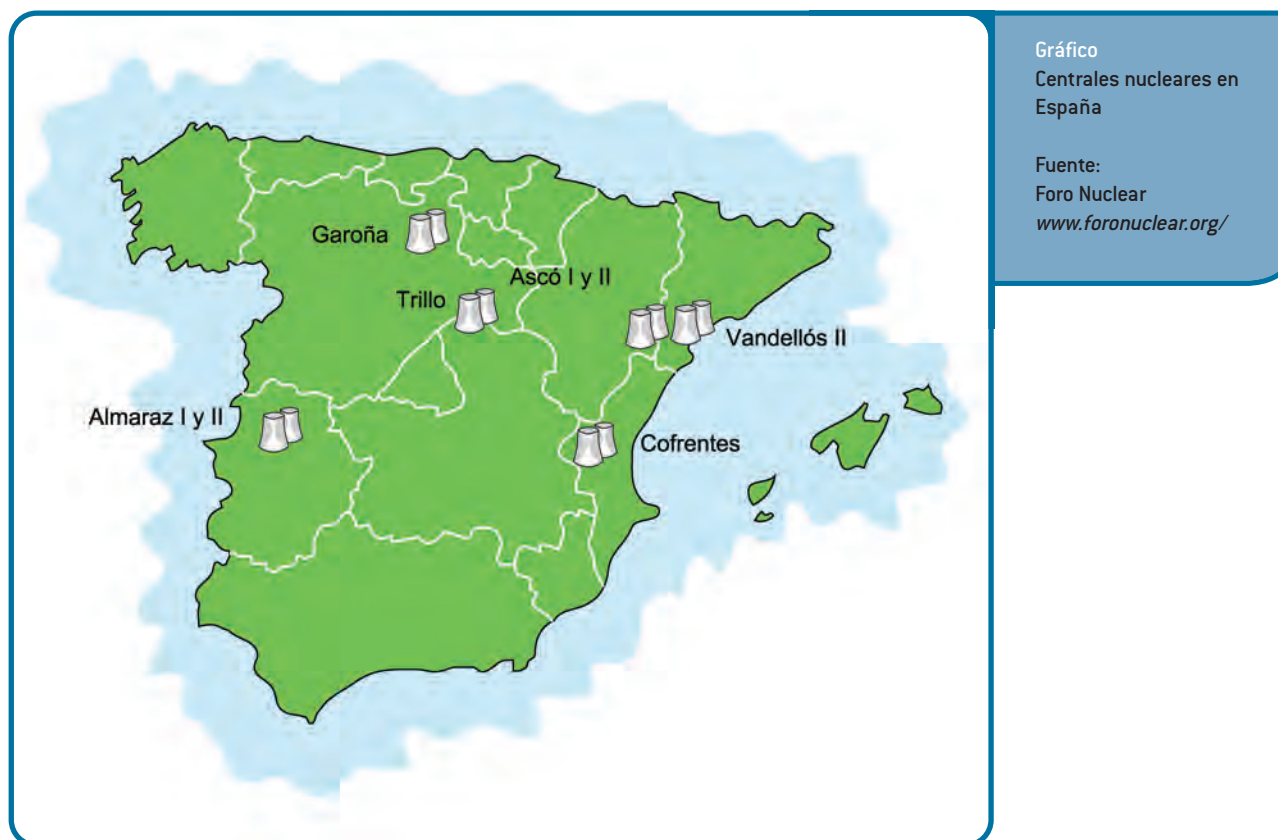 Garoña
Ascó I y II
Trillo
Vandellós II
Almaraz I y II
Cofrentes
Gráfico
Centrales nucleares en
España
Fuente:
Foro Nuclear
www.foronuclear.org/